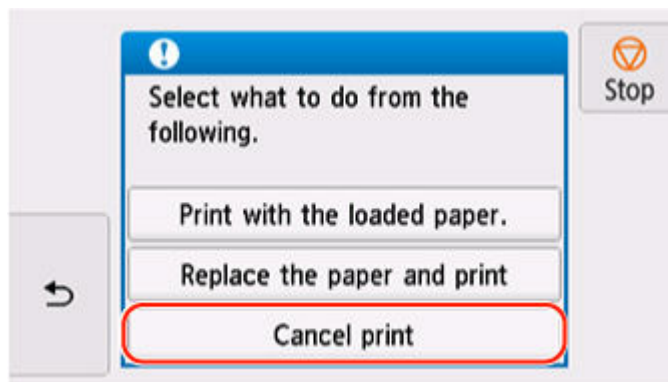 Select what to do from the
following.
Stop
Print with the loaded paper.
Replace the paper and print
Cancel print